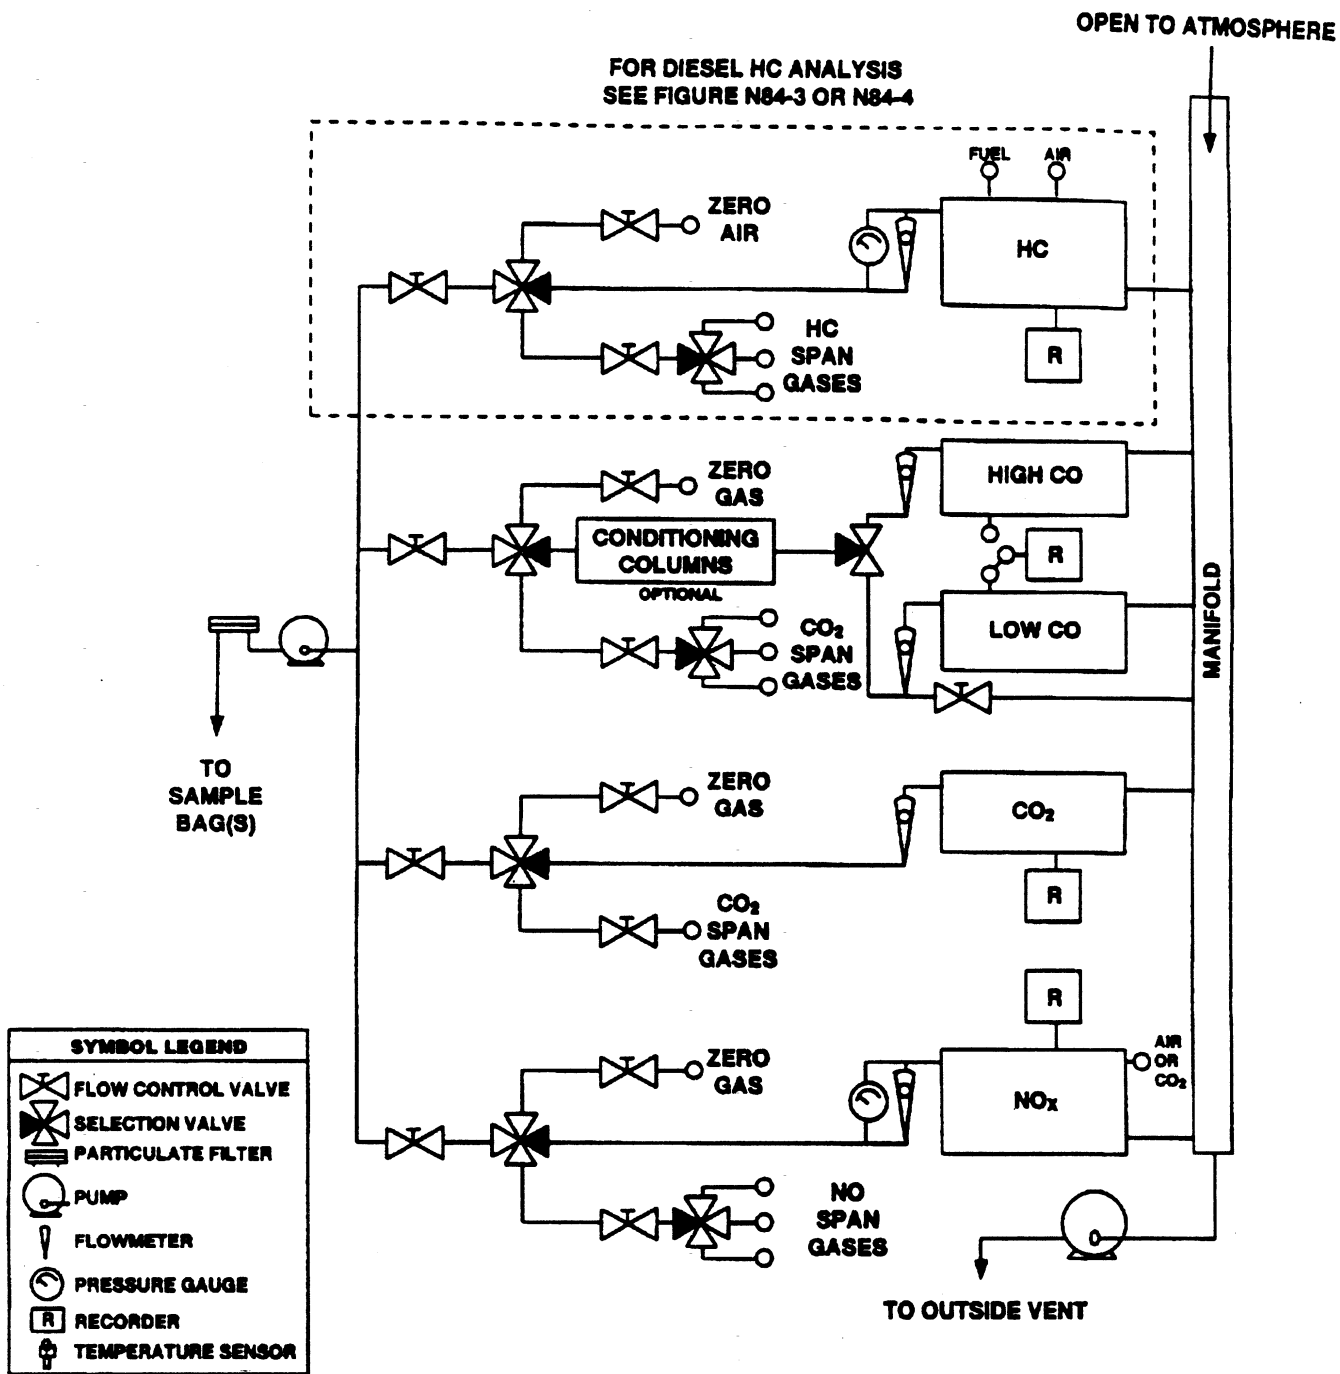 OPEN TO ATMOSPHERE
FOR DIESEL HC ANALYSIS
SEE FIGURE N84-3 OR N84-4
FUEL
AIR
ZERO
AIR
HC
R
HC
SPAN
GASES
ZERO
GAS
HIGH CO
CONDITIONING
COLUMNS
OPTIONAL
R
LOW CO
CO₂
SPAN
GASES
MANIFOLD
TO
SAMPLE
BAG(S)
ZERO
GAS
CO₂
R
CO₂
SPAN
GASES
R
ZERO
GAS
NOx
AIR
OR
CO₂
NO
SPAN
GASES
TO OUTSIDE VENT
SYMBOL LEGEND
FLOW CONTROL VALVE
SELECTION VALVE
PARTICULATE FILTER
PUMP
FLOWMETER
PRESSURE GAUGE
R RECORDER
TEMPERATURE SENSOR